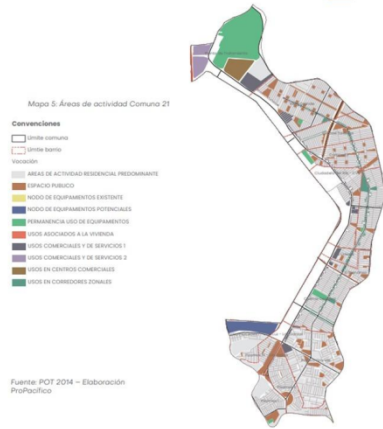 Mapa 5: Áreas de actividad Comuna 21
Convenciones
Límite comuna
Límite barrio
Vocación
AREAS DE ACTIVIDAD RESIDENCIAL PREDOMINANTE
ESPACIO PUBLICO
NODO DE EQUIPAMENTOS EXISTENTE
NODO DE EQUIPAMENTOS POTENCIALES
PERMANENCIA USO DE EQUIPAMENTOS
USOS ASOCIADOS A LA VIVIENDA
USOS COMERCIALES Y DE SERVICIOS 1
USOS COMERCIALES Y DE SERVICIOS 2
USOS EN CENTROS COMERCIALES
USOS EN CORREDORES ZONALES
Fuente: POT 2014 – Elaboración
ProPacífico